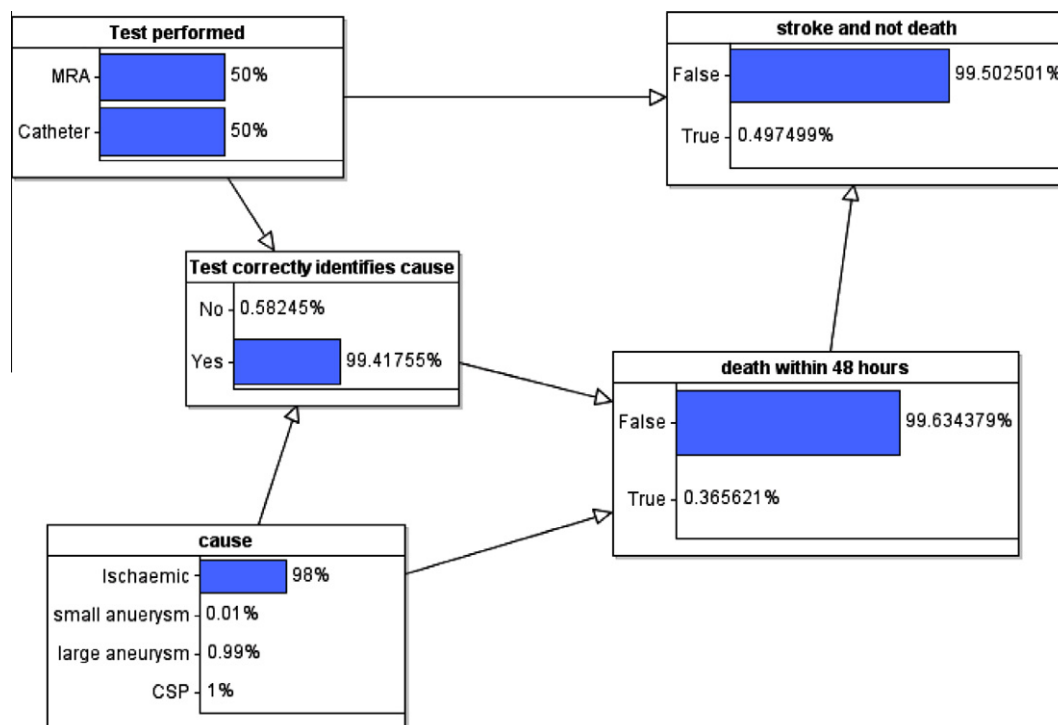 Test performed
MRA 50%
Catheter 50%
stroke and not death
False 99.502501%
True 0.497499%
Test correctly identifies cause
No 0.58245%
Yes 99.41755%
death within 48 hours
False 99.634379%
True 0.365621%
cause
Ischaemic 98%
small anuerysm 0.01%
large aneurysm 0.99%
CSP 1%